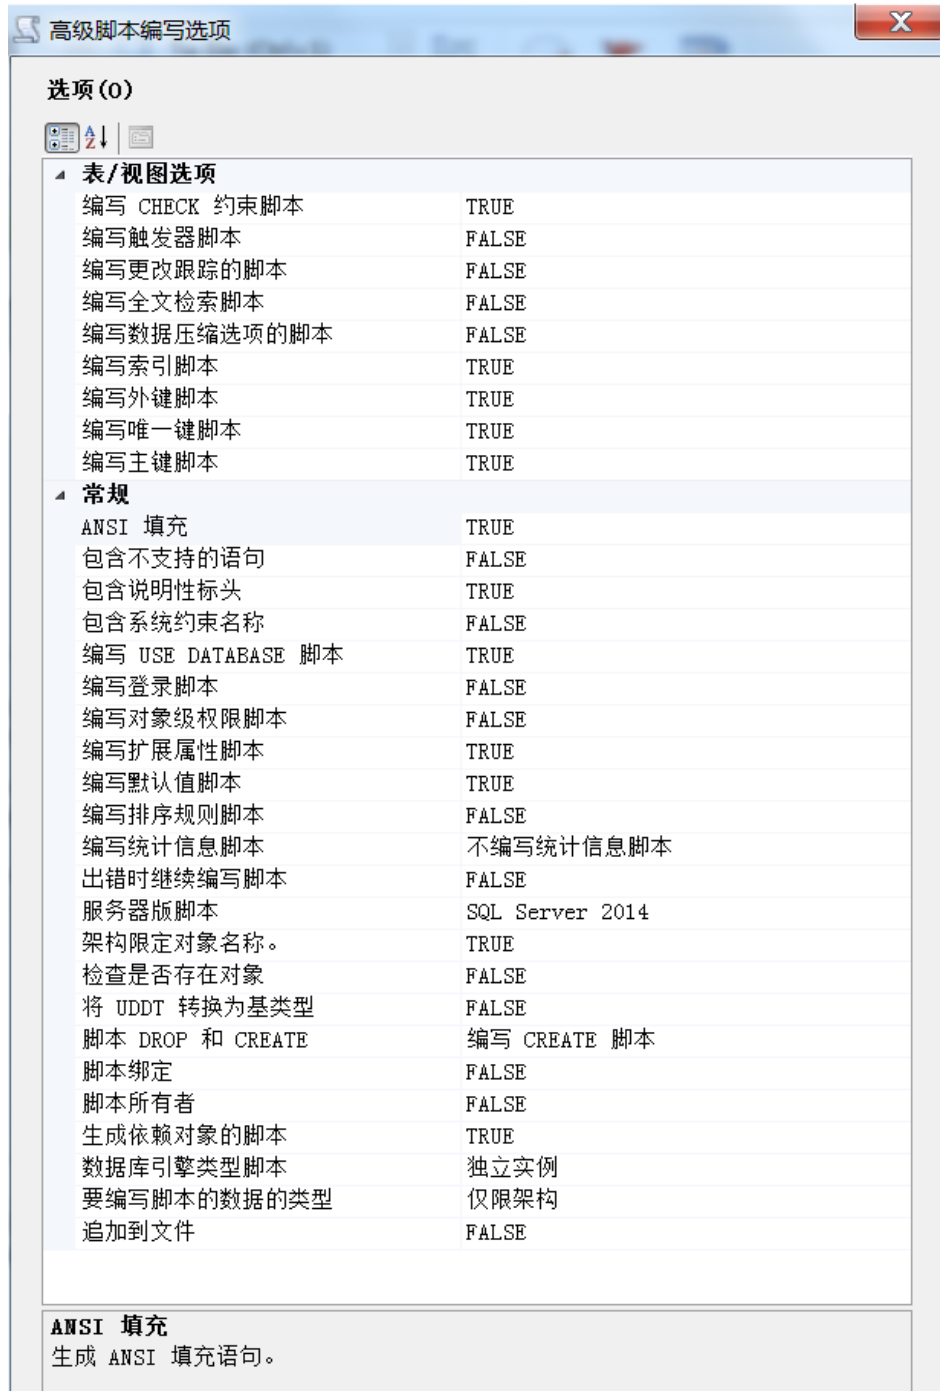 高级脚本编写选项
选项(O)
表/视图选项
编写 CHECK 约束脚本 TRUE
编写触发器脚本 FALSE
编写更改跟踪的脚本 FALSE
编写全文检索脚本 FALSE
编写数据压缩选项的脚本 FALSE
编写索引脚本 TRUE
编写外键脚本 TRUE
编写唯一键脚本 TRUE
编写主键脚本 TRUE
常规
ANSI 填充 TRUE
包含不支持的语句 FALSE
包含说明性标头 TRUE
包含系统约束名称 FALSE
编写 USE DATABASE 脚本 TRUE
编写登录脚本 FALSE
编写对象级权限脚本 FALSE
编写扩展属性脚本 TRUE
编写默认值脚本 TRUE
编写排序规则脚本 FALSE
编写统计信息脚本 不编写统计信息脚本
出错时继续编写脚本 FALSE
服务器版脚本 SQL Server 2014
架构限定对象名称。 TRUE
检查是否存在对象 FALSE
将 UDDT 转换为基类型 FALSE
脚本 DROP 和 CREATE 编写 CREATE 脚本
脚本绑定 FALSE
脚本所有者 FALSE
生成依赖对象的脚本 TRUE
数据库引擎类型脚本 独立实例
要编写脚本的数据的类型 仅限架构
追加到文件 FALSE
ANSI 填充
生成 ANSI 填充语句。